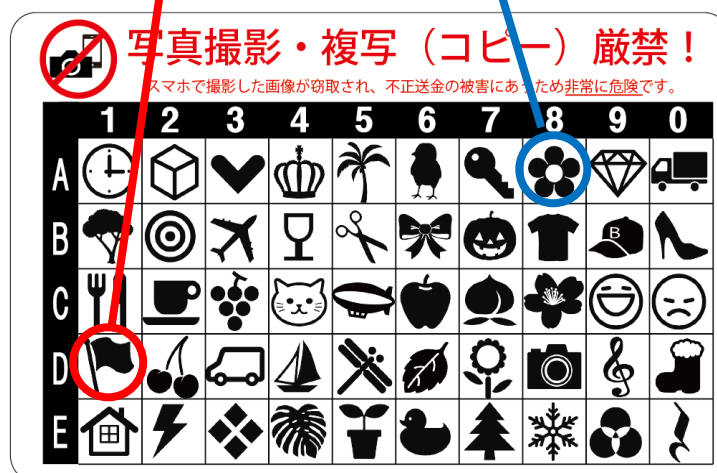 写真撮影・複写（コピー）厳禁！
スマホで撮影した画像が窃取され、不正送金の被害にあうため非常に危険です。
1 2 3 4 5 6 7 8 9 0
A
B B
C
D
E